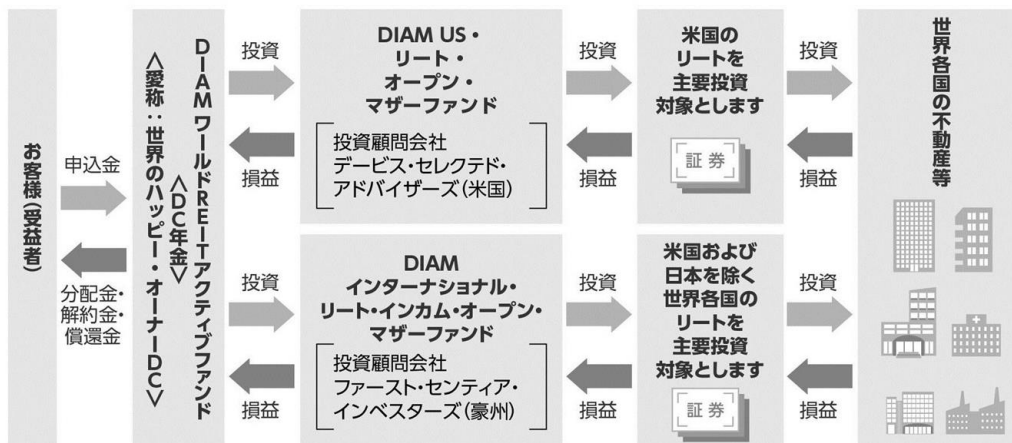 お客様(受益者)
申込金
分配金・
解約金・
償還金
DIAM ワールドREITアクティブファンド
<DC年金>
<愛称:世界のハッピー・オーナーDC>
投資
損益
DIAM US・
リート・
オープン・
マザーファンド
投資顧問会社
デービス・セレクテド・
アドバイザーズ(米国)
投資
損益
米国の
リートを
主要投資
対象とします
証券
投資
損益
投資
損益
DIAM
インターナショナル・
リート・インカム・オープン・
マザーファンド
投資顧問会社
ファースト・センティア・
インベスターズ(豪州)
投資
損益
米国および
日本を除く
世界各国の
リートを
主要投資
対象とします
証券
投資
損益
世界各国の不動産等